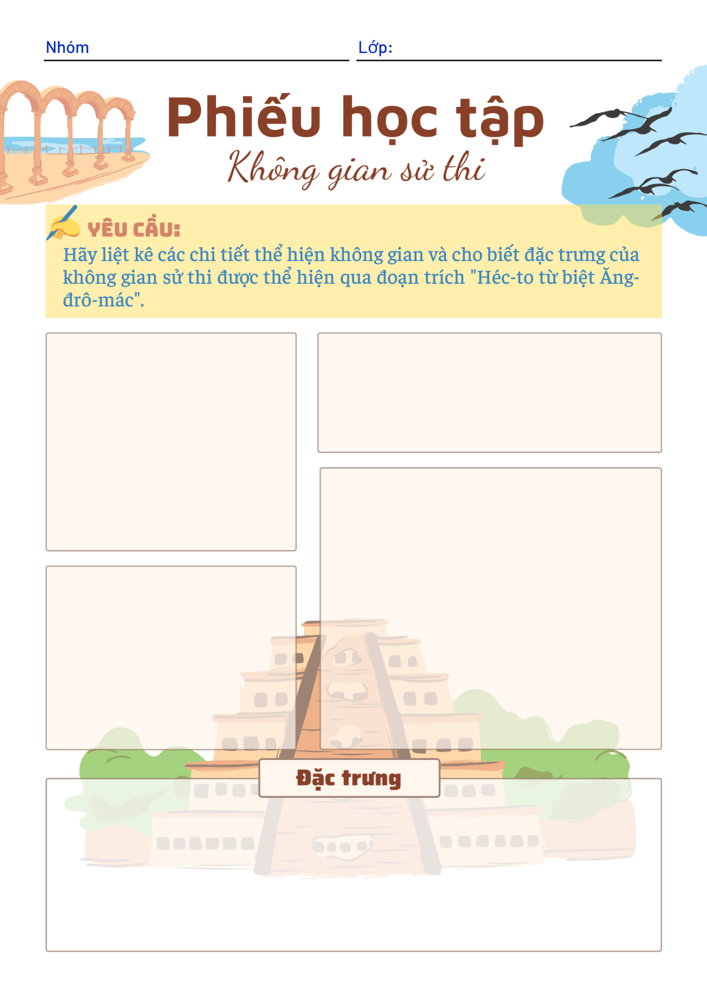 Nhóm
Lớp:
Phiếu học tập
Không gian sử thi
YÊU CẦU:
Hãy liệt kê các chi tiết thể hiện không gian và cho biết đặc trưng của
không gian sử thi được thể hiện qua đoạn trích "Héc-to từ biệt Ăng-
đrô-mác".
Đặc trưng